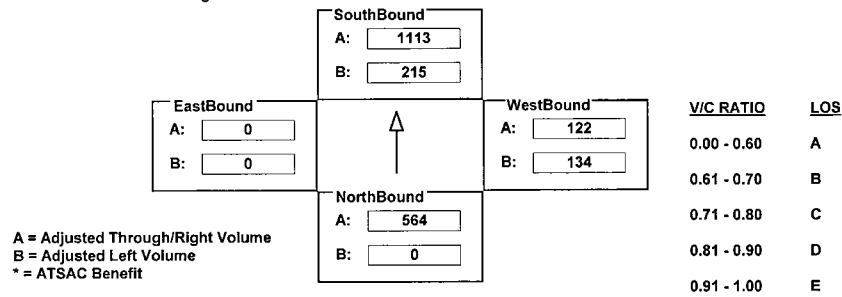 SouthBound
A: 1113
B: 215
EastBound
A: 0
B: 0
WestBound
A: 122
B: 134
NorthBound
A: 564
B: 0
A = Adjusted Through/Right Volume
B = Adjusted Left Volume
* = ATSAC Benefit
V/C RATIO LOS
0.00 - 0.60 A
0.61 - 0.70 B
0.71 - 0.80 C
0.81 - 0.90 D
0.91 - 1.00 E